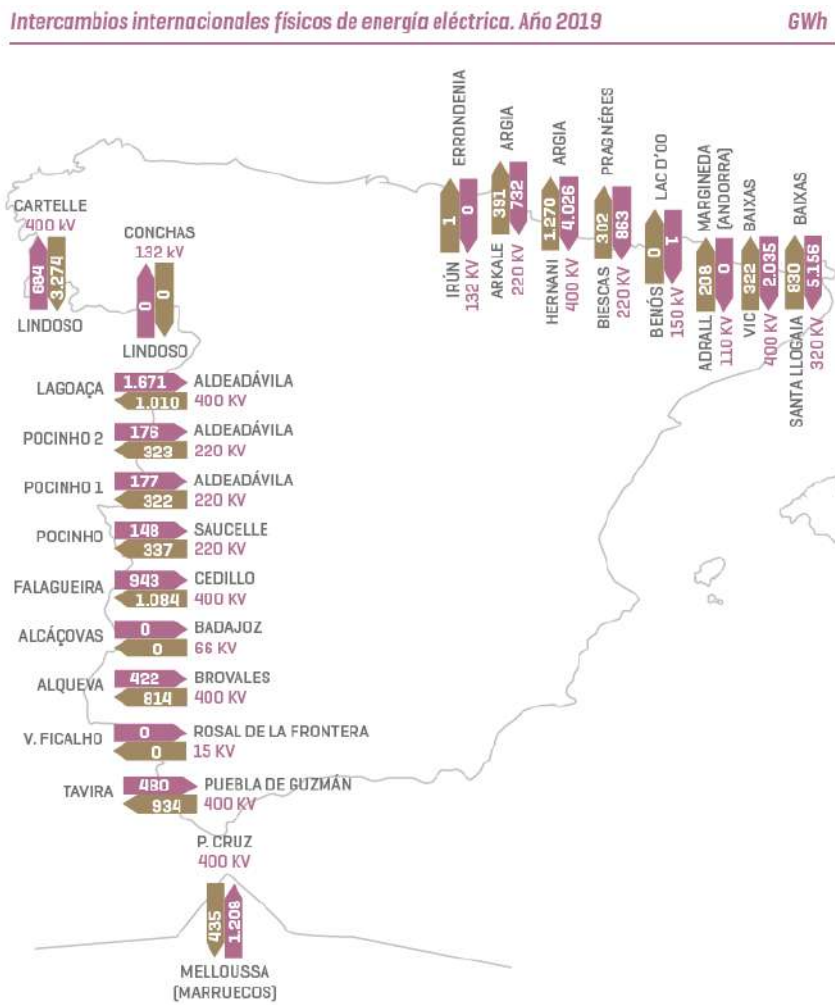 Intercambios internacionales físicos de energía eléctrica. Año 2019 GWh
CARTELLE
400 kV
684
3.274
LINDOSO
CONCHAS
132 kV
0
0
LINDOSO
ERRONDENIA
1
0
IRÚN
132 KV
ARGIA
391
732
ARKALE
220 KV
ARGIA
1.270
4.026
HERNANI
400 KV
PRAGNÉRES
302
863
BIESCAS
220 KV
LAC D'OO
0
1
BENÓS
150 kV
MARGINEDA
(ANDORRA)
208
0
ADRALL
110 KV
BAIXAS
322
2.035
VIC
400 KV
BAIXAS
830
5.156
SANTA LLOGAIA
320 KV
LAGOAÇA 1.671 ALDEADÁVILA
1.010 400 KV
POCINHO 2 176 ALDEADÁVILA
323 220 KV
POCINHO 1 177 ALDEADÁVILA
322 220 KV
POCINHO 148 SAUCELLE
337 220 KV
FALAGUEIRA 943 CEDILLO
1.084 400 KV
ALCÁÇOVAS 0 BADAJOZ
0 66 KV
ALQUEVA 422 BROVALES
814 400 KV
V. FICALHO 0 ROSAL DE LA FRONTERA
0 15 KV
TAVIRA 480 PUEBLA DE GUZMÁN
934 400 KV
P. CRUZ
400 KV
435
1.208
MELLOUSSA
(MARRUECOS)